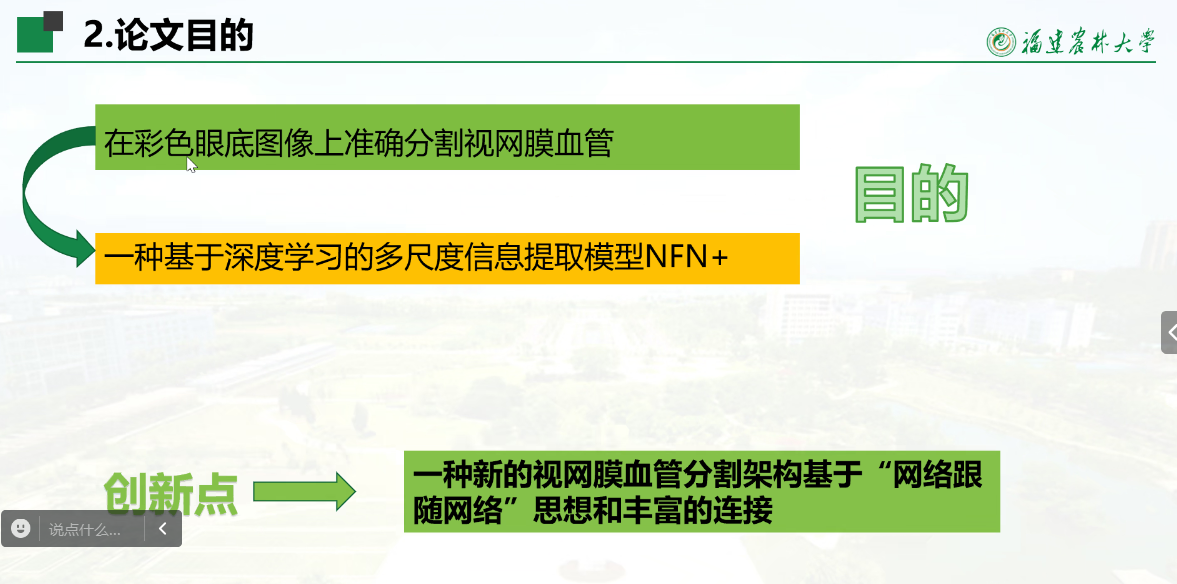 2.论文目的
福建农林大学
在彩色眼底图像上准确分割视网膜血管
目的
一种基于深度学习的多尺度信息提取模型NFN+
创新点
一种新的视网膜血管分割架构基于“网络跟
随网络”思想和丰富的连接
说点什么...